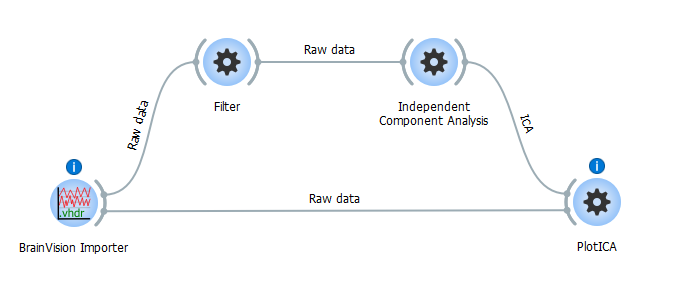 Raw data
Filter
Independent
Component Analysis
Raw data
ICA
i
i
.vhdr
Raw data
BrainVision Importer
PlotICA